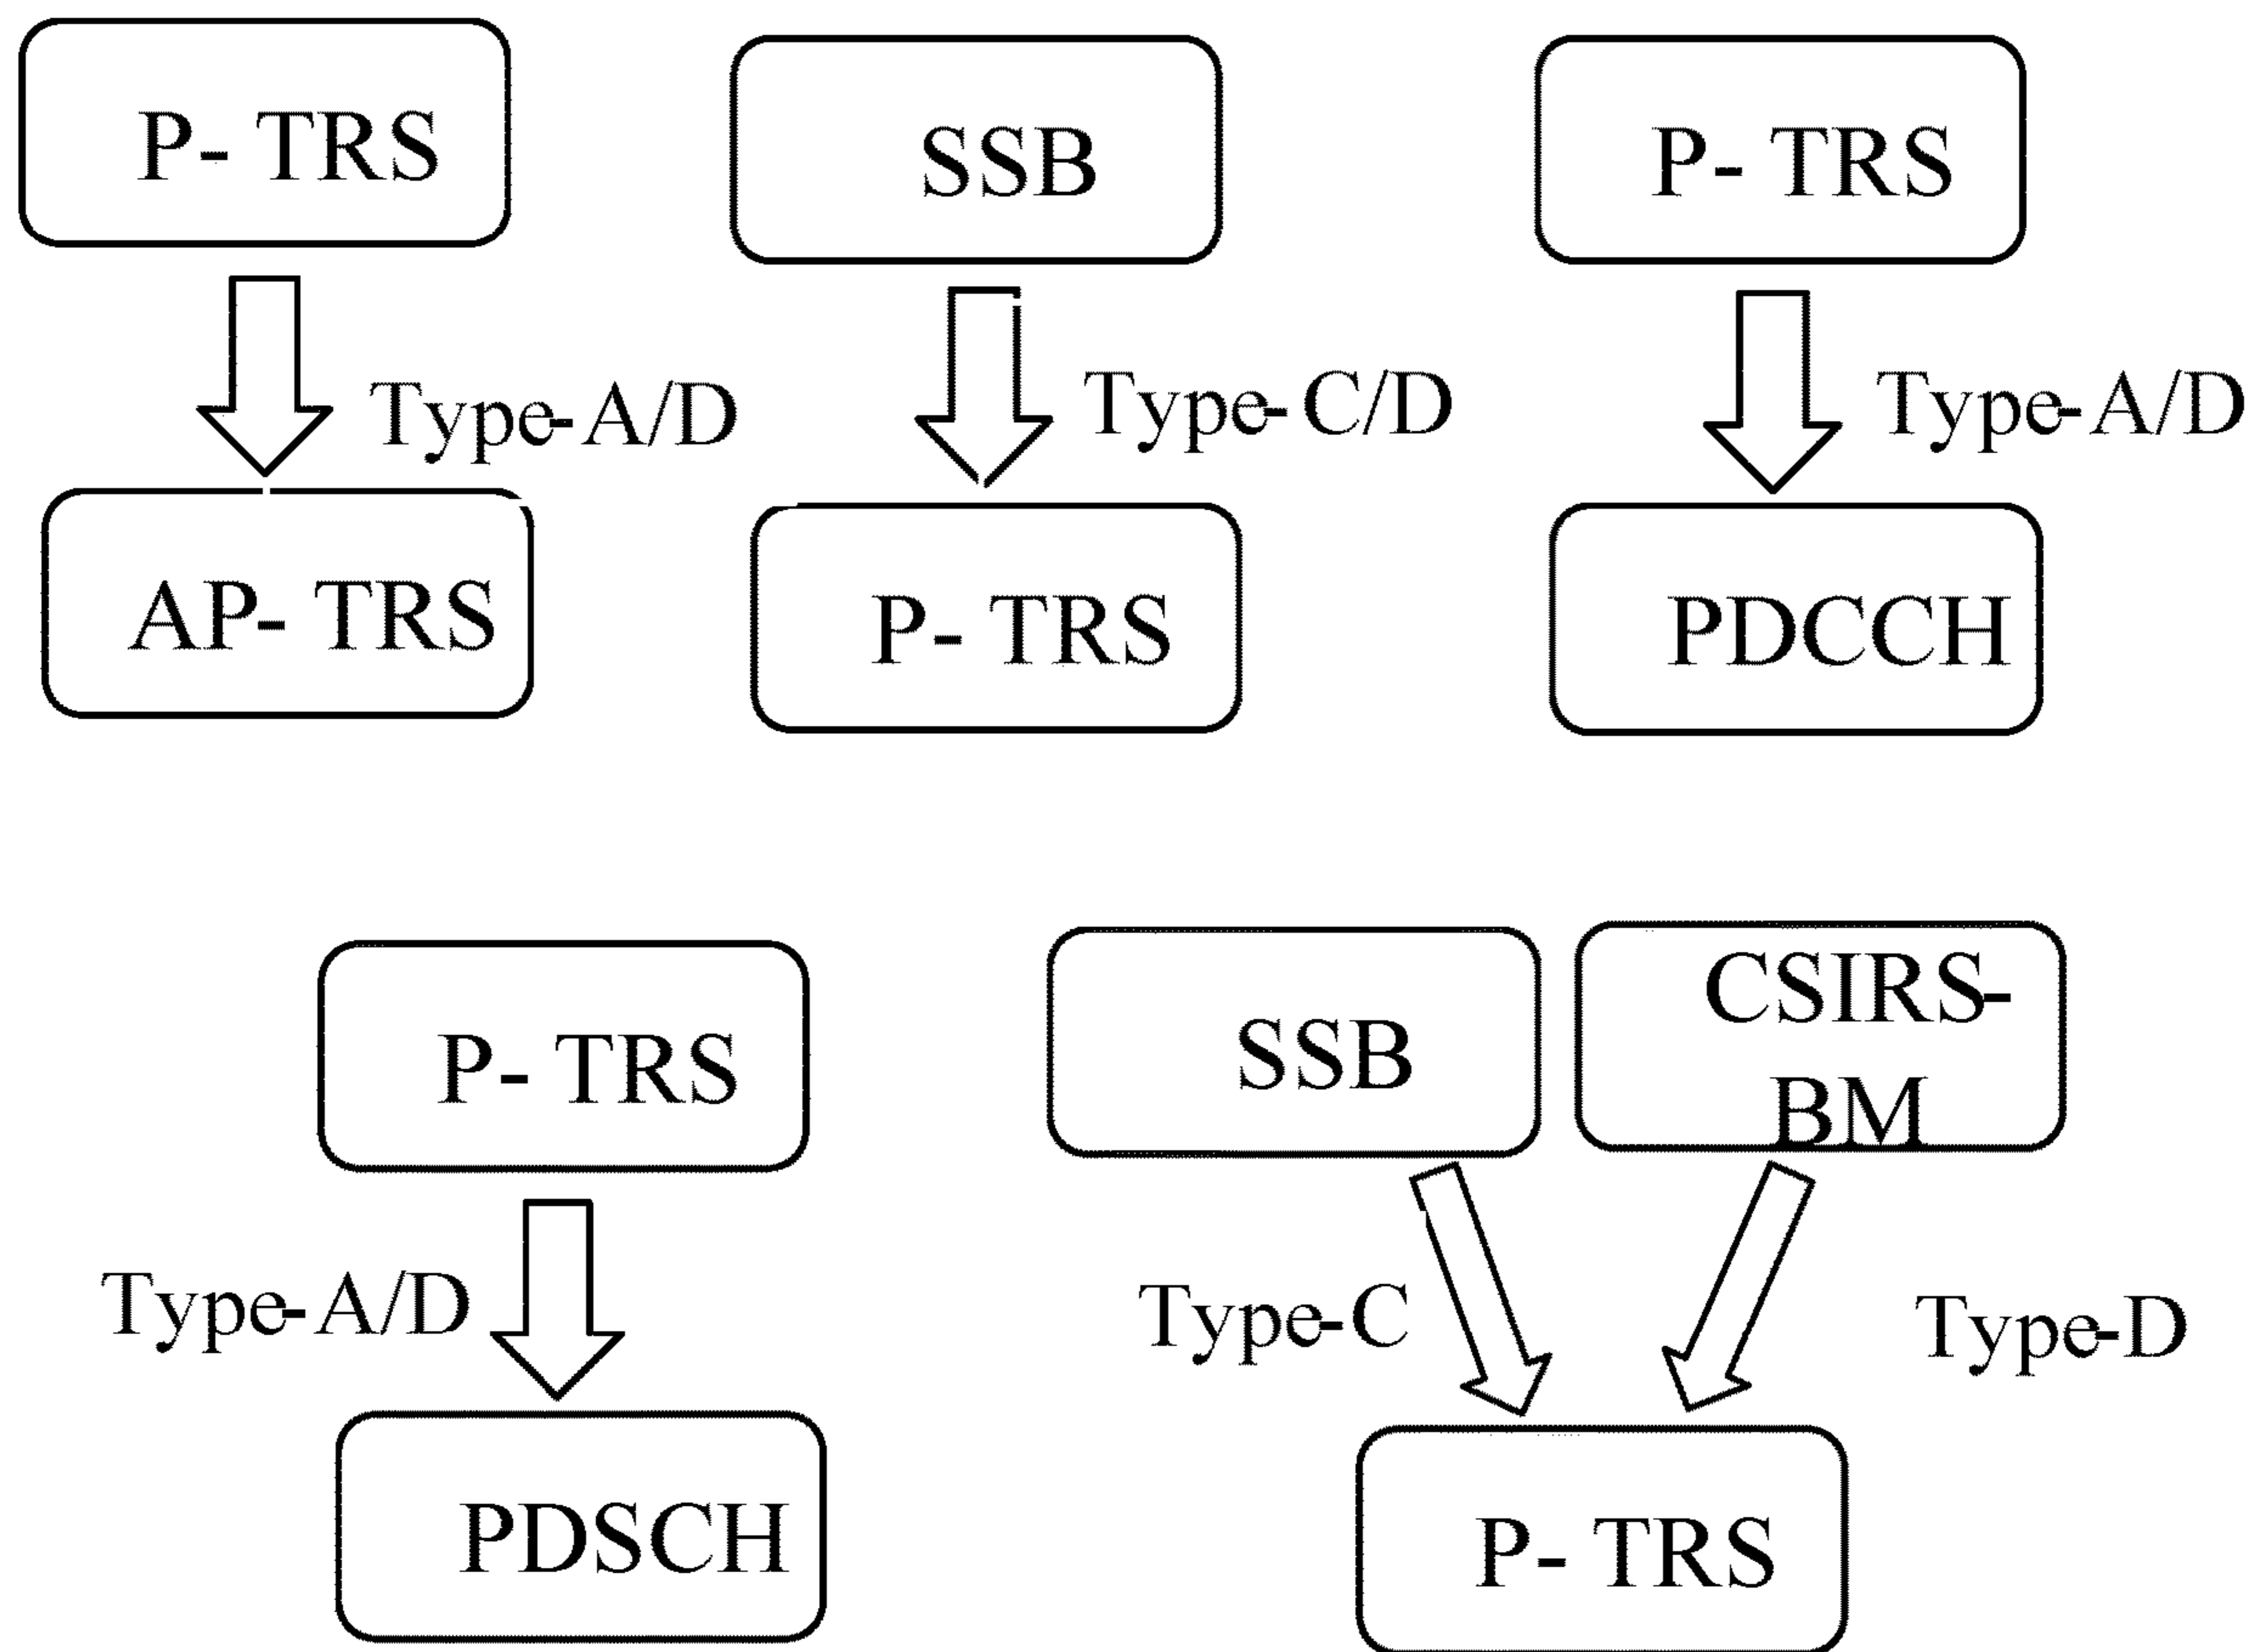 P- TRS
SSB
P- TRS
Type-A/D
Type-C/D
Type-A/D
AP- TRS
P- TRS
PDCCH
P- TRS
SSB
CSIRS-
BM
Type-A/D
Type-C
Type-D
PDSCH
P- TRS